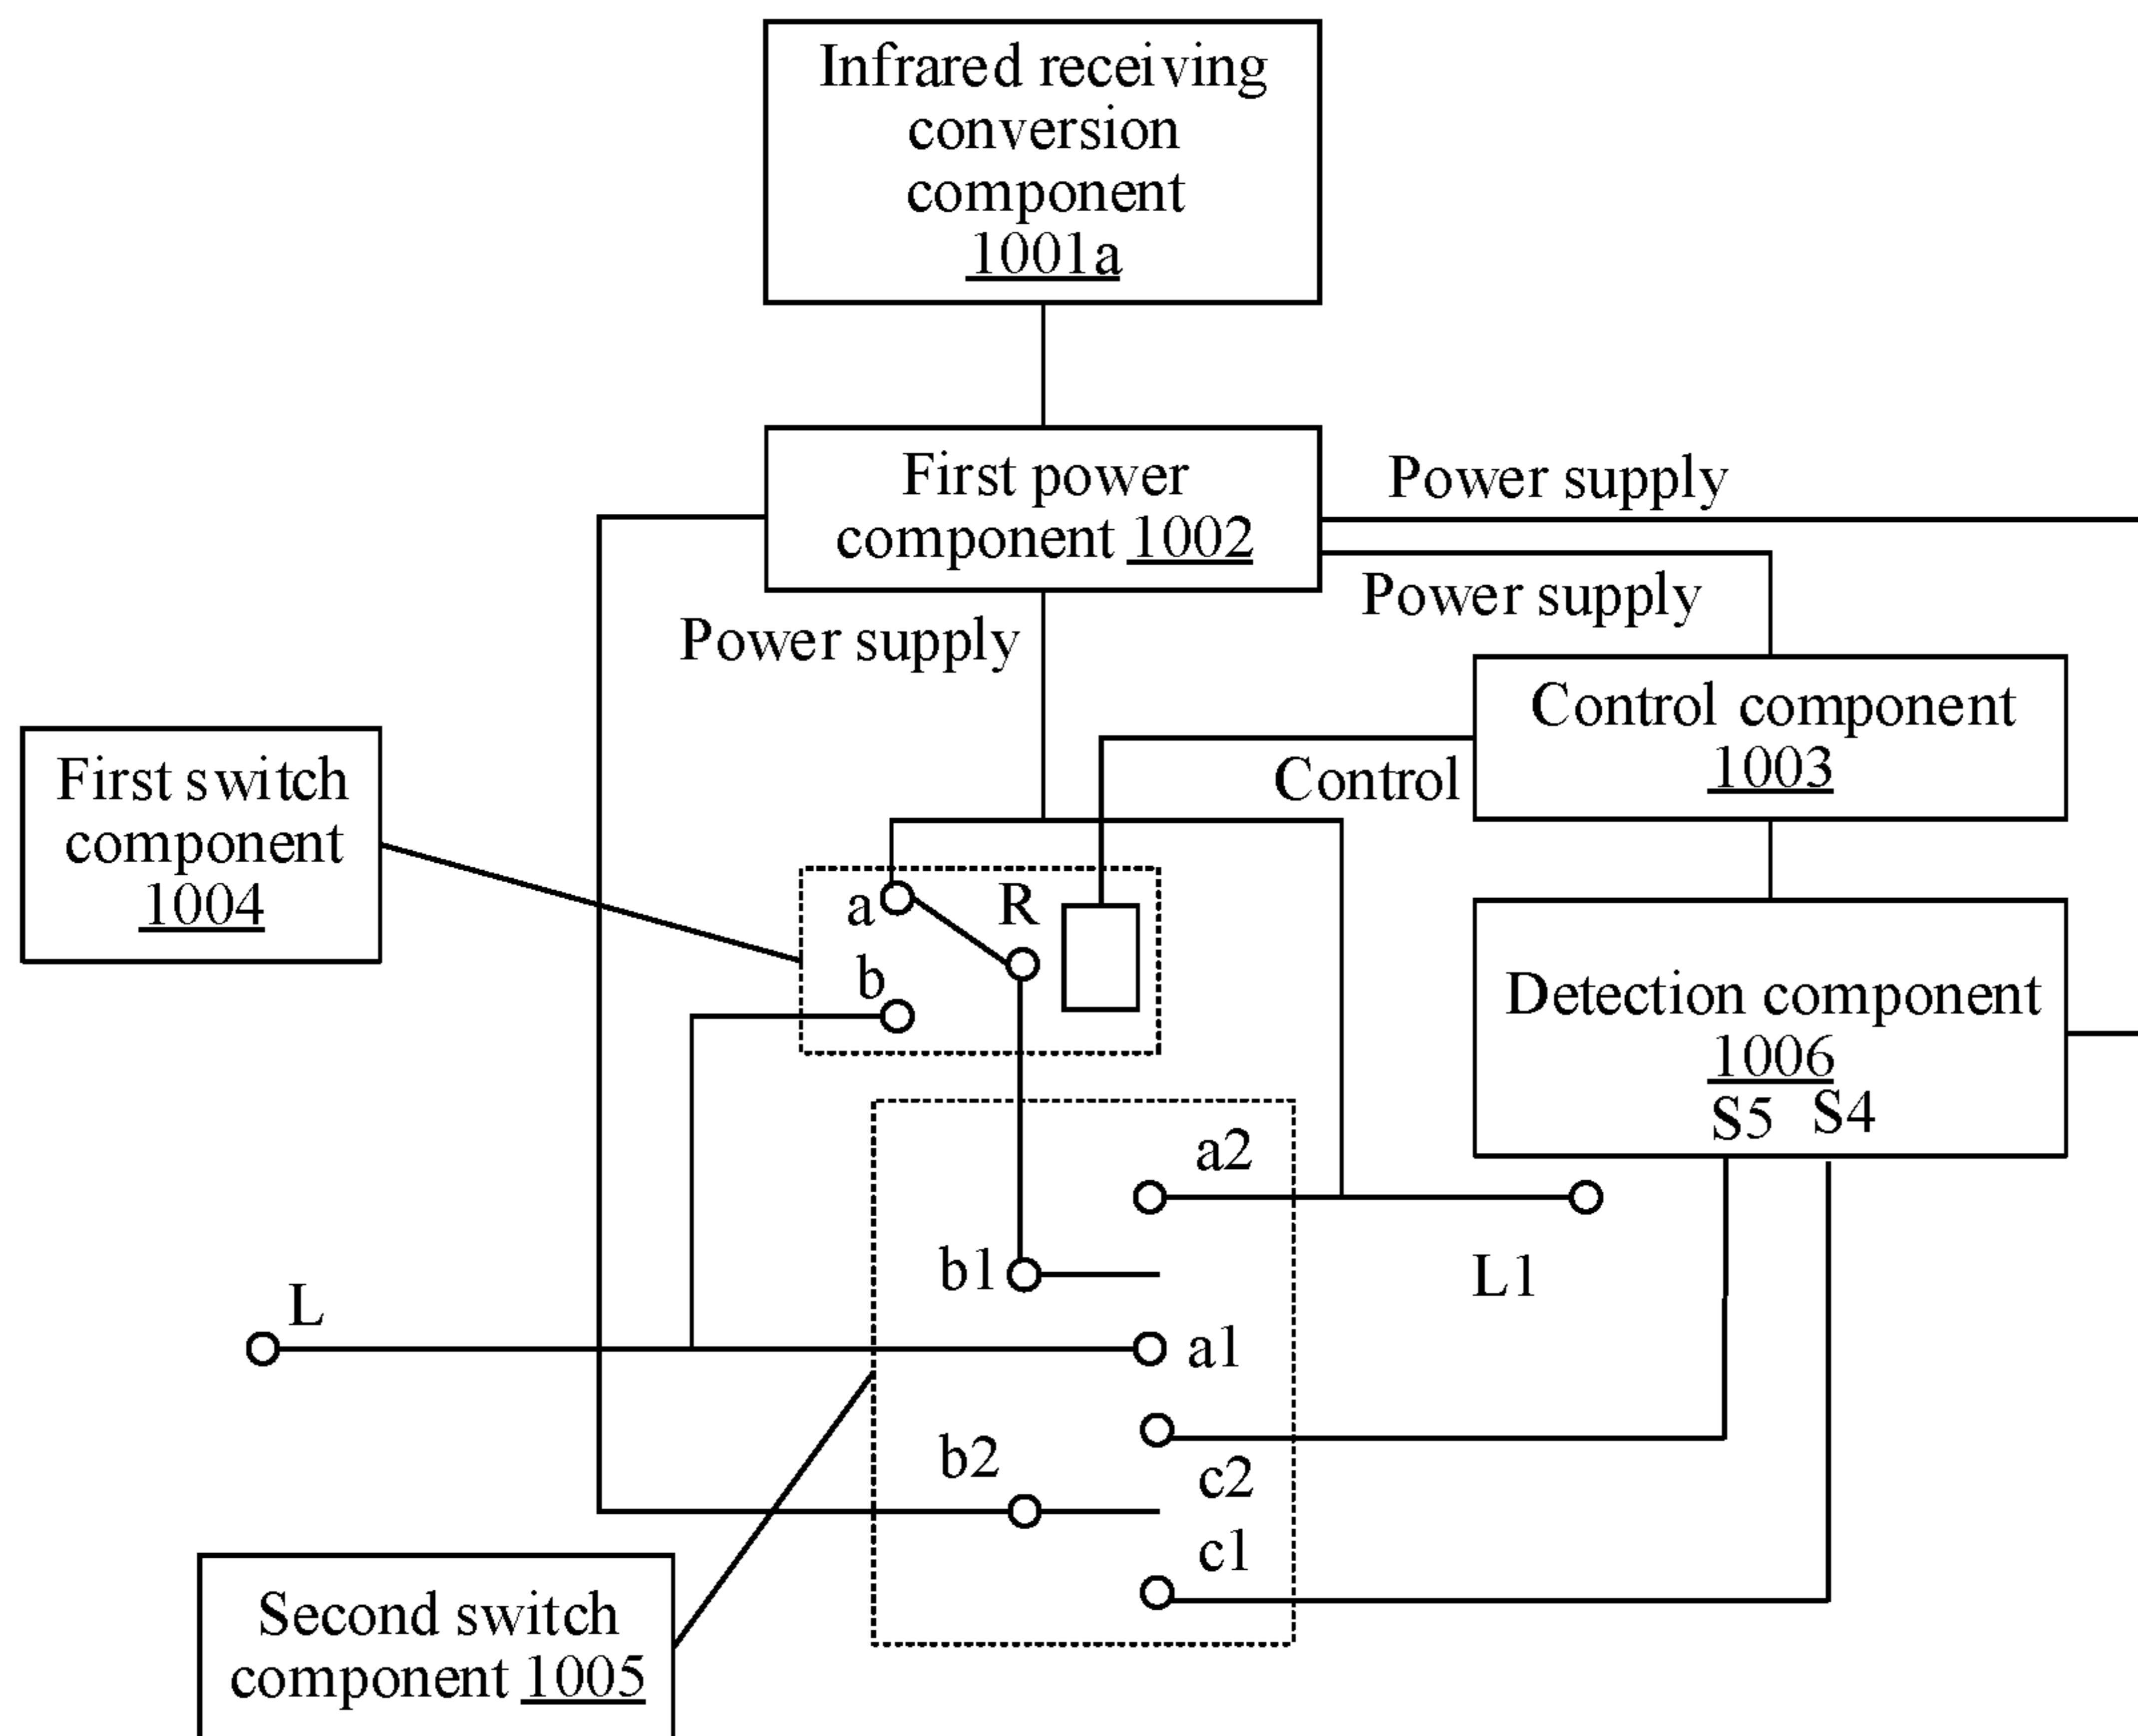 Infrared receiving
conversion
component
1001a
First power
component 1002
Power supply
Power supply
Power supply
Control component
1003
Control
First switch
component
1004
a
R
b
Detection component
1006
S5 S4
a2
b1
L1
L
a1
b2
c2
c1
Second switch
component 1005